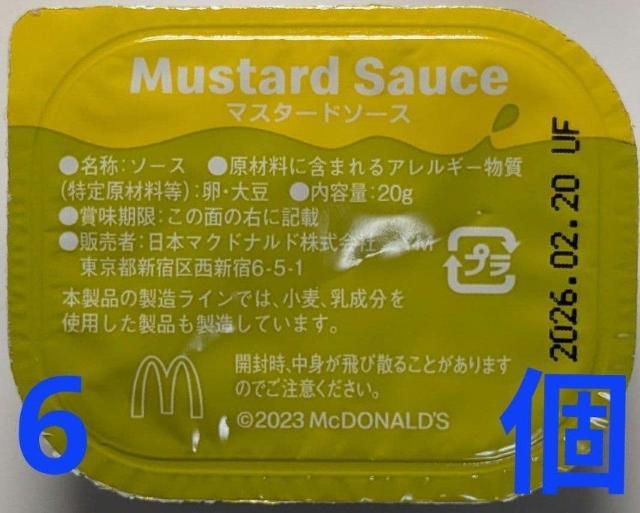 Mustard Sauce
マスタードソース
●名称:ソース ●原材料に含まれるアレルギー物質
(特定原材料等):卵・大豆 ●内容量:20g
●賞味期限:この面の右に記載
●販売者:日本マクドナルド株式会社
東京都新宿区西新宿6-5-1
プラ
本製品の製造ラインでは、小麦、乳成分を
使用した製品も製造しています。
開封時、中身が飛び散ることがあります
のでご注意ください。
©2023 McDONALD'S
2026.02.20 UF
6個